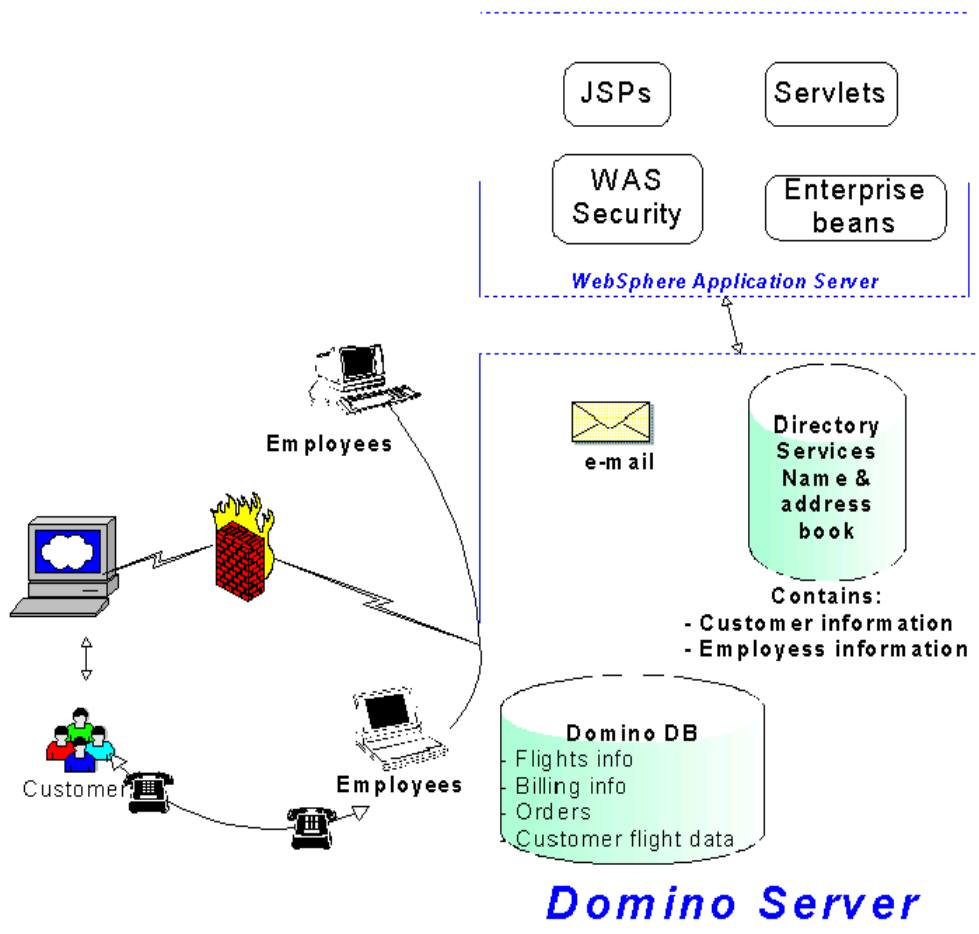 JSPs
Servlets
WAS
Security
Enterprise
beans
WebSphere Application Server
Employees
e-mail
Directory
Services
Name &
address
book
Contains:
- Customer information
- Employess information
Customer
Employees
Domino DB
- Flights info
- Billing info
- Orders
- Customer flight data
Domino Server